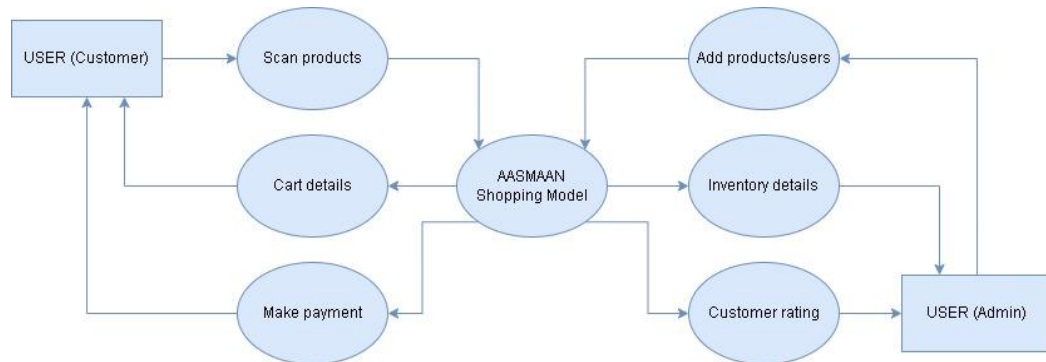 USER (Customer)
Scan products
Add products/users
Cart details
AASMAAN
Shopping Model
Inventory details
Make payment
Customer rating
USER (Admin)